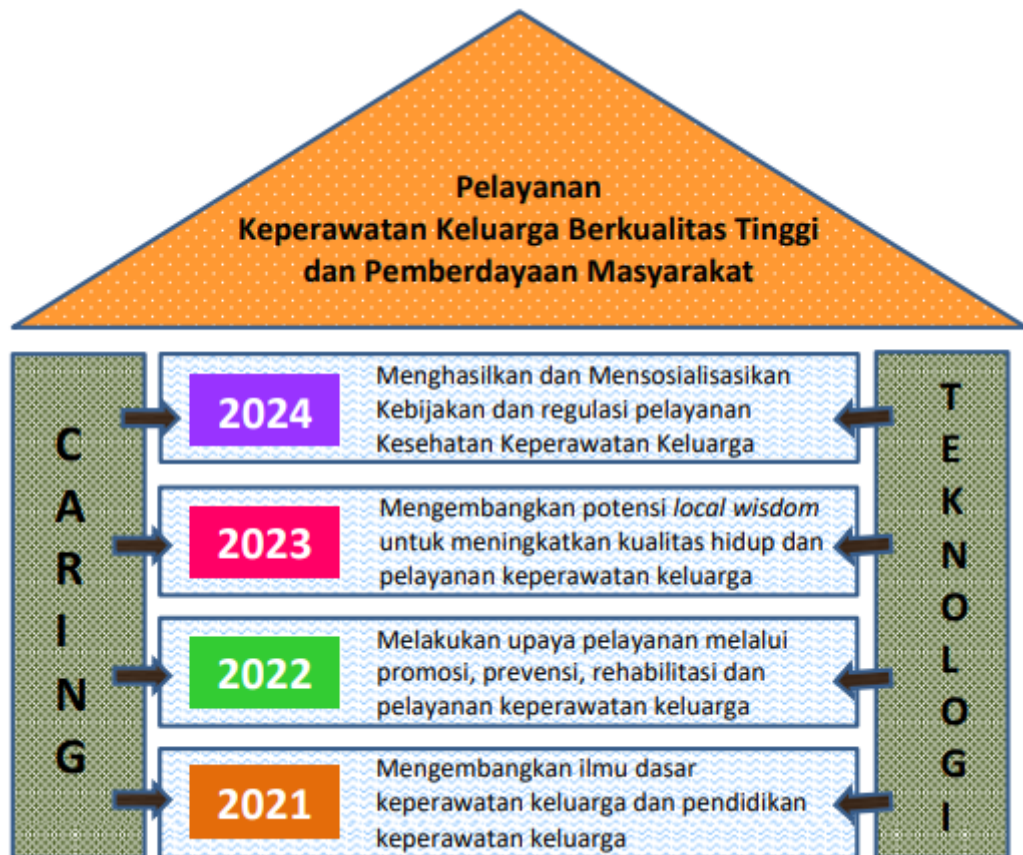 Pelayanan
Keperawatan Keluarga Berkualitas Tinggi
dan Pemberdayaan Masyarakat
CARING
2024
Menghasilkan dan Mensosialisasikan
Kebijakan dan regulasi pelayanan
Kesehatan Keperawatan Keluarga
2023
Mengembangkan potensi local wisdom
untuk meningkatkan kualitas hidup dan
pelayanan keperawatan keluarga
2022
Melakukan upaya pelayanan melalui
promosi, prevensi, rehabilitasi dan
pelayanan keperawatan keluarga
2021
Mengembangkan ilmu dasar
keperawatan keluarga dan pendidikan
keperawatan keluarga
TEKNOLOGI